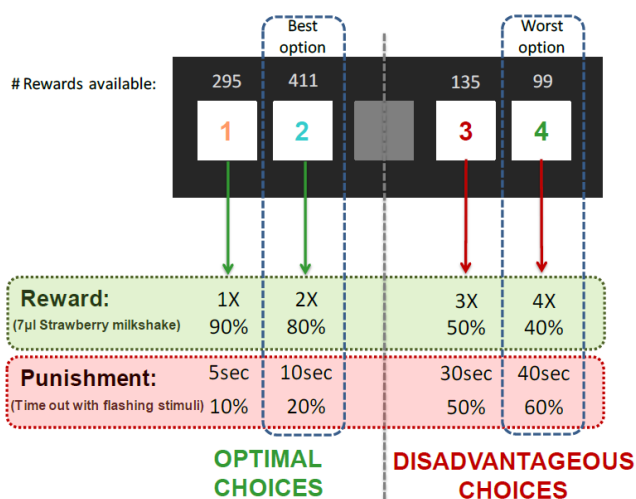 Best option
Worst option
# Rewards available: 295 411 135 99
1 2 3 4
Reward: 1X 2X 3X 4X
(7µl Strawberry milkshake) 90% 80% 50% 40%
Punishment: 5sec 10sec 30sec 40sec
(Time out with flashing stimuli) 10% 20% 50% 60%
OPTIMAL CHOICES
DISADVANTAGEOUS CHOICES